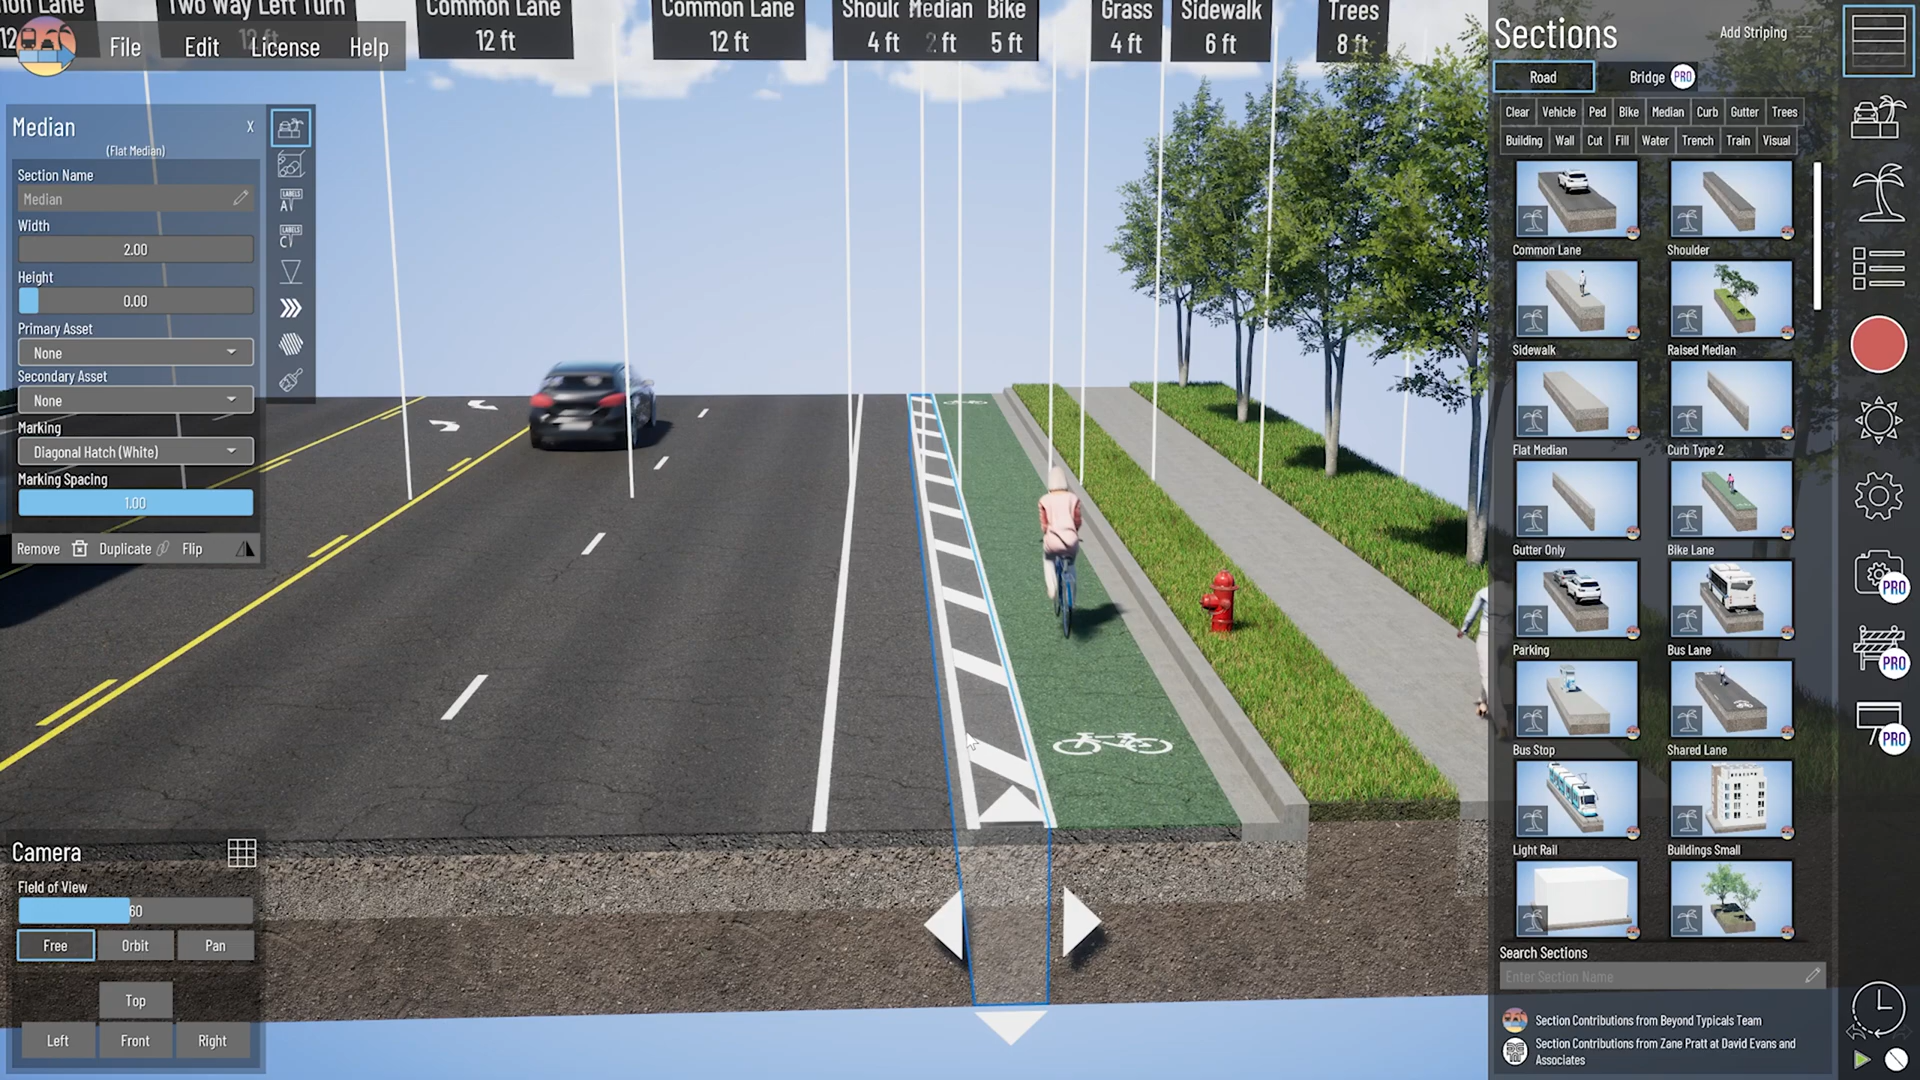 Two Way Left Turn
12 ft
Common Lane
12 ft
Common Lane
12 ft
4 ft
Median
2 ft
Bike
5 ft
Grass
4 ft
Sidewalk
6 ft
Trees
8 ft
File
Edit
License
Help
Median
X
(Flat Median)
Section Name
Median
Width
2.00
Height
0.00
Primary Asset
None
Secondary Asset
None
Marking
Diagonal Hatch (White)
Marking Spacing
1.00
Remove
Duplicate
Flip
LABELS
A
LABELS
C
Camera
Field of View
60
Free
Orbit
Pan
Top
Left
Front
Right
Sections
Add Striping
Road
Bridge PRO
Clear Vehicle Ped Bike Median Curb Gutter Trees
Building Wall Cut Fill Water Trench Train Visual
Common Lane
Shoulder
Sidewalk
Raised Median
Flat Median
Curb Type 2
Gutter Only
Bike Lane
Parking
Bus Lane
Bus Stop
Shared Lane
Light Rail
Buildings Small
Search Sections
Enter Section Name
Section Contributions from Beyond Typicals Team
Section Contributions from Zane Pratt at David Evans and
Associates
PRO
PRO
PRO